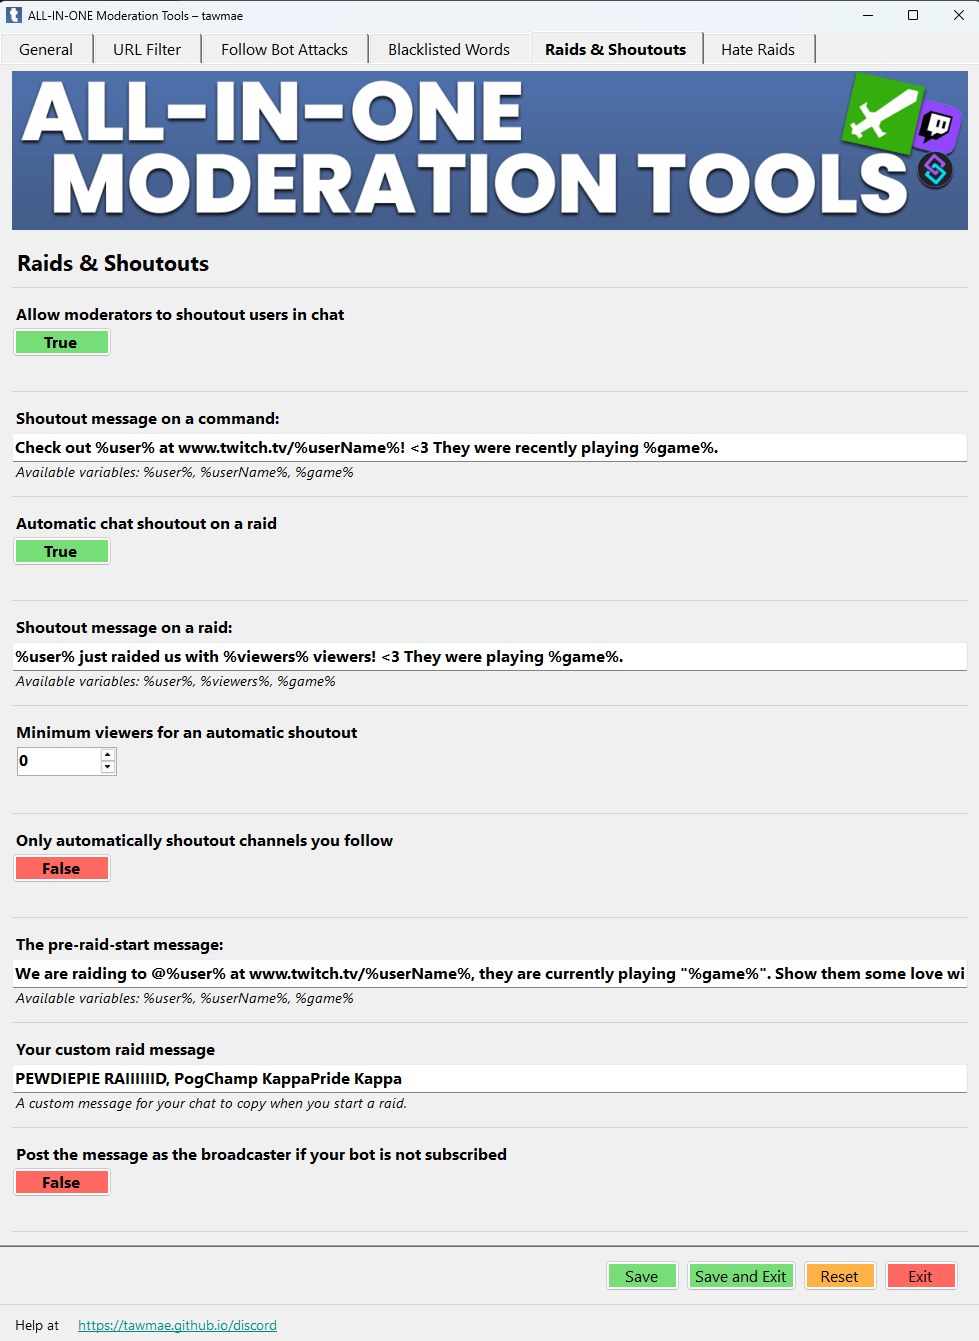 ALL-IN-ONE Moderation Tools – tawmae
General URL Filter Follow Bot Attacks Blacklisted Words Raids & Shoutouts Hate Raids
ALL-IN-ONE
MODERATION TOOLS
Raids & Shoutouts
Allow moderators to shoutout users in chat
True
Shoutout message on a command:
Check out %user% at www.twitch.tv/%userName%! <3 They were recently playing %game%.
Available variables: %user%, %userName%, %game%
Automatic chat shoutout on a raid
True
Shoutout message on a raid:
%user% just raided us with %viewers% viewers! <3 They were playing %game%.
Available variables: %user%, %viewers%, %game%
Minimum viewers for an automatic shoutout
0
Only automatically shoutout channels you follow
False
The pre-raid-start message:
We are raiding to @%user% at www.twitch.tv/%userName%, they are currently playing "%game%". Show them some love wi
Available variables: %user%, %userName%, %game%
Your custom raid message
PEWDIEPIE RAIIIIIID, PogChamp KappaPride Kappa
A custom message for your chat to copy when you start a raid.
Post the message as the broadcaster if your bot is not subscribed
False
Save Save and Exit Reset Exit
Help at https://tawmae.github.io/discord